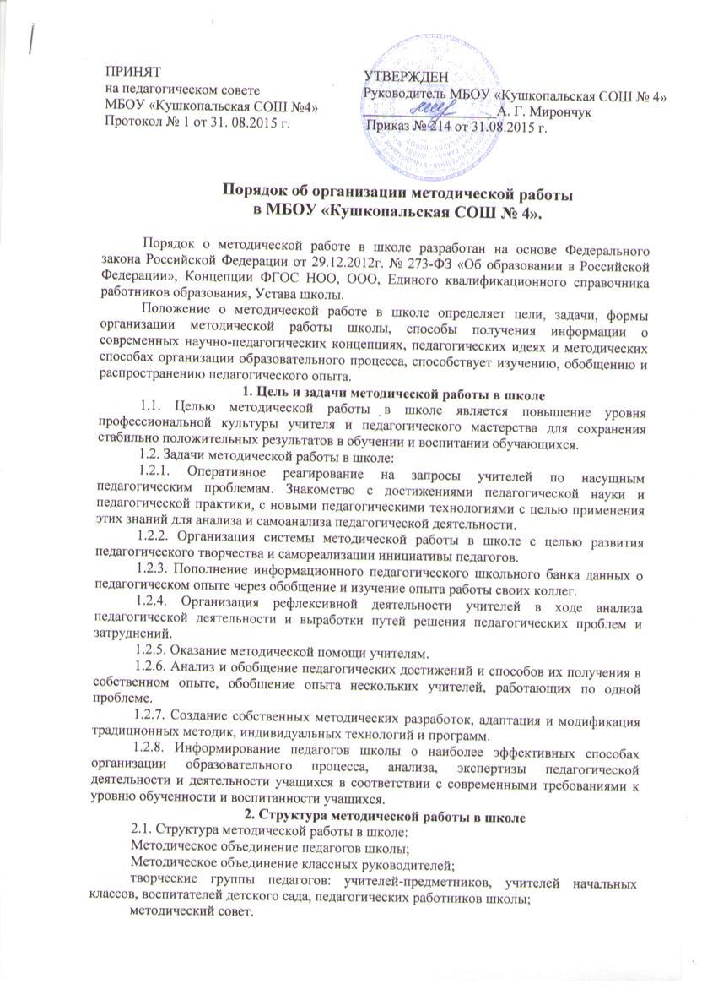 ПРИНЯТ
на педагогическом совете
МБОУ «Кушкопальская СОШ №4»
Протокол № 1 от 31. 08.2015 г.
УТВЕРЖДЕН
Руководитель МБОУ «Кушкопальская СОШ № 4»
А. Г. Мирончук
Приказ № 214 от 31.08.2015 г.
Порядок об организации методической работы
в МБОУ «Кушкопальская СОШ № 4».
Порядок о методической работе в школе разработан на основе Федерального
закона Российской Федерации от 29.12.2012г. № 273-ФЗ «Об образовании в Российской
Федерации», Концепции ФГОС НОО, ООО, Единого квалификационного справочника
работников образования, Устава школы.
Положение о методической работе в школе определяет цели, задачи, формы
организации методической работы школы, способы получения информации о
современных научно-педагогических концепциях, педагогических идеях и методических
способах организации образовательного процесса, способствует изучению, обобщению и
распространению педагогического опыта.
1. Цель и задачи методической работы в школе
1.1. Целью методической работы в школе является повышение уровня
профессиональной культуры учителя и педагогического мастерства для сохранения
стабильно положительных результатов в обучении и воспитании обучающихся.
1.2. Задачи методической работы в школе:
1.2.1. Оперативное реагирование на запросы учителей по насущным
педагогическим проблемам. Знакомство с достижениями педагогической науки и
педагогической практики, с новыми педагогическими технологиями с целью применения
этих знаний для анализа и самоанализа педагогической деятельности.
1.2.2. Организация системы методической работы в школе с целью развития
педагогического творчества и самореализации инициативы педагогов.
1.2.3. Пополнение информационного педагогического школьного банка данных о
педагогическом опыте через обобщение и изучение опыта работы своих коллег.
1.2.4. Организация рефлексивной деятельности учителей в ходе анализа
педагогической деятельности и выработки путей решения педагогических проблем и
затруднений.
1.2.5. Оказание методической помощи учителям.
1.2.6. Анализ и обобщение педагогических достижений и способов их получения в
собственном опыте, обобщение опыта нескольких учителей, работающих по одной
проблеме.
1.2.7. Создание собственных методических разработок, адаптация и модификация
традиционных методик, индивидуальных технологий и программ.
1.2.8. Информирование педагогов школы о наиболее эффективных способах
организации образовательного процесса, анализа, экспертизы педагогической
деятельности и деятельности учащихся в соответствии с современными требованиями к
уровню обученности и воспитанности учащихся.
2. Структура методической работы в школе
2.1. Структура методической работы в школе:
Методическое объединение педагогов школы;
Методическое объединение классных руководителей;
творческие группы педагогов: учителей-предметников, учителей начальных
классов, воспитателей детского сада, педагогических работников школы;
методический совет.